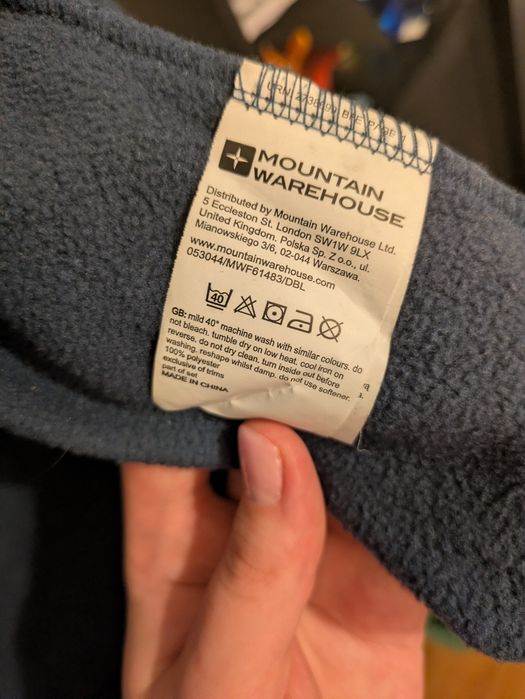 MOUNTAIN
WAREHOUSE
Distributed by Mountain Warehouse Ltd.
5 Eccleston St. London SW1W 9LX
United Kingdom. Polska Sp. Z o.o., ul.
Mianowskiego 3/6, 02-044 Warszawa.
www.mountainwarehouse.com
053044/MWF61483/DBL
40
GB: mild 40° machine wash with similar colours. do
not bleach. tumble dry on low heat. cool iron on
reverse. do not dry clean. turn inside out before
washing. reshape whilst damp. do not use softener.
100% polyester
exclusive of trims
part of set
MADE IN CHINA